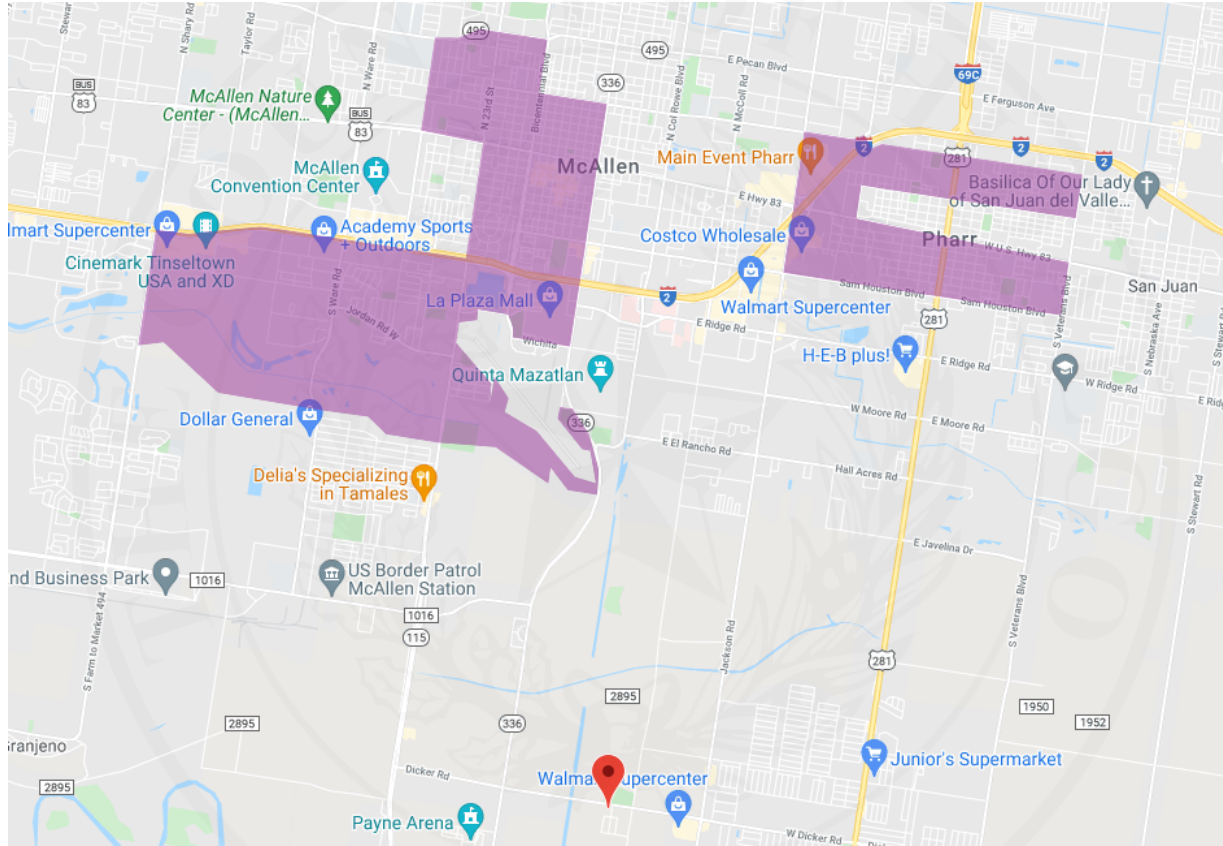 Stewar
N Shary Rd
Taylor Rd
N Ware Rd
495
495
E Pecan Blvd
69C
BUS
83
McAllen Nature
Center - (McAllen...
BUS
83
N 23rd St
Bicentennial Blvd
336
N Col Rowe Blvd
N McColl Rd
E Ferguson Ave
McAllen
Convention Center
McAllen
Main Event Pharr
2
281
2
2
Basilica Of Our Lady
of San Juan del Valle...
E Hwy 83
lmart Supercenter
Academy Sports
+ Outdoors
Costco Wholesale
Pharr
W U.S. Hwy 83
Cinemark Tinseltown
USA and XD
S Ware Rd
La Plaza Mall
2
Walmart Supercenter
Sam Houston Blvd
Sam Houston Blvd
S Veterans Blvd
San Juan
Jordan Rd W
Wichita
E Ridge Rd
281
H-E-B plus!
E Ridge Rd
W Ridge Rd
E Ridg
S Nebraska Ave
S Stewart R
Quinta Mazatlan
Dollar General
336
W Moore Rd
E Moore Rd
E El Rancho Rd
Hall Acres Rd
Delia's Specializing
in Tamales
S Stewart Rd
E Javelina Dr
nd Business Park
1016
US Border Patrol
McAllen Station
1016
115
S Farm to Market 494
Jackson Rd
S Veterans Blvd
281
2895
2895
336
1950
1952
Granjeno
2895
Dicker Rd
Walma
upercenter
Junior's Supermarket
Payne Arena
W Dicker Rd